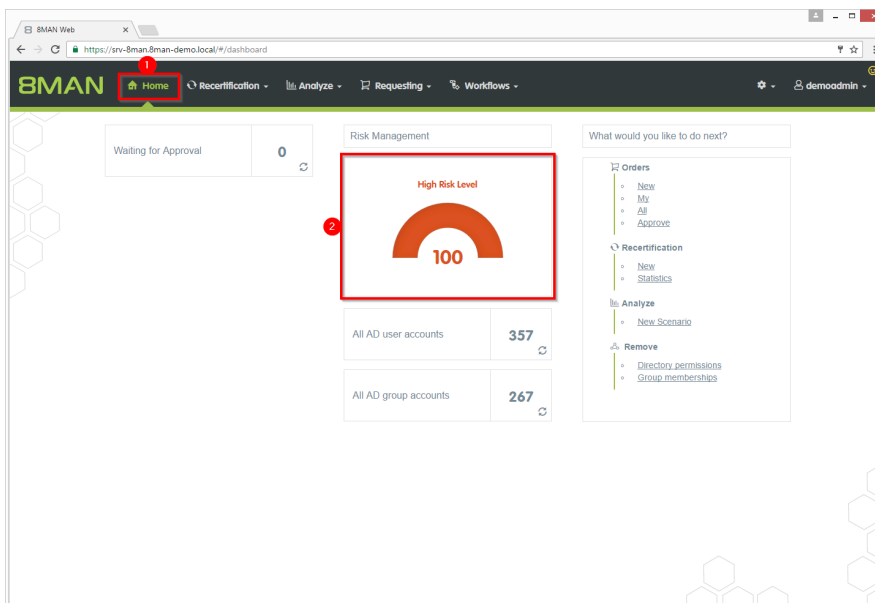 8MAN Web
https://srv-8man.8man-demo.local/#/dashboard
1
8MAN Home Recertification Analyze Requesting Workflows demoadmin
Waiting for Approval 0
Risk Management
What would you like to do next?
2
High Risk Level
100
All AD user accounts 357
All AD group accounts 267
Orders
New
My
All
Approve
Recertification
New
Statistics
Analyze
New Scenario
Remove
Directory permissions
Group memberships